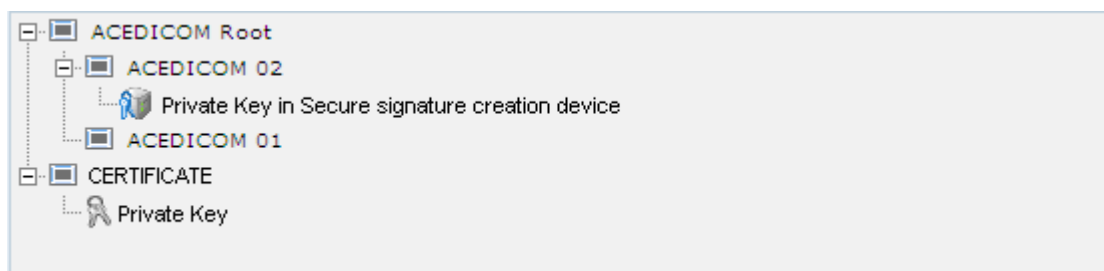 ACEDICOM Root
ACEDICOM 02
Private Key in Secure signature creation device
ACEDICOM 01
CERTIFICATE
Private Key